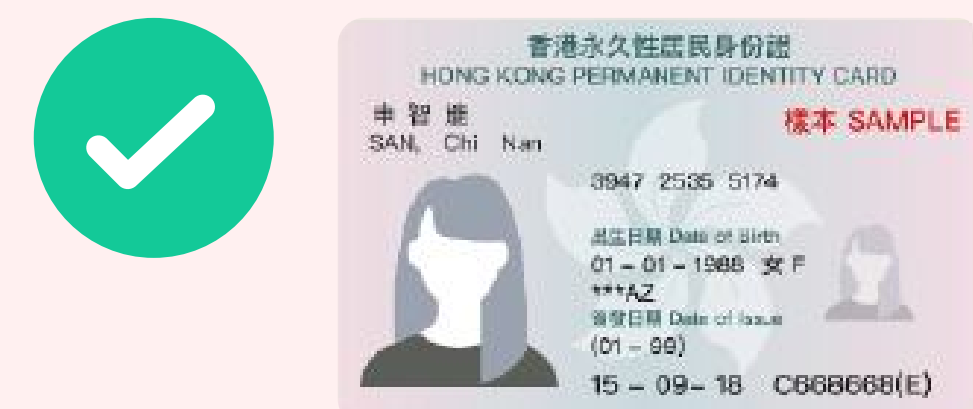 香港永久性居民身份證
HONG KONG PERMANENT IDENTITY CARD
申智能
SAN, Chi Nan
樣本 SAMPLE
3947 2535 5174
出生日期 Date of Birth
01 – 01 – 1988 女 F
***AZ
簽發日期 Date of Issue
(01 – 99)
15 – 09 – 18 C668668(E)